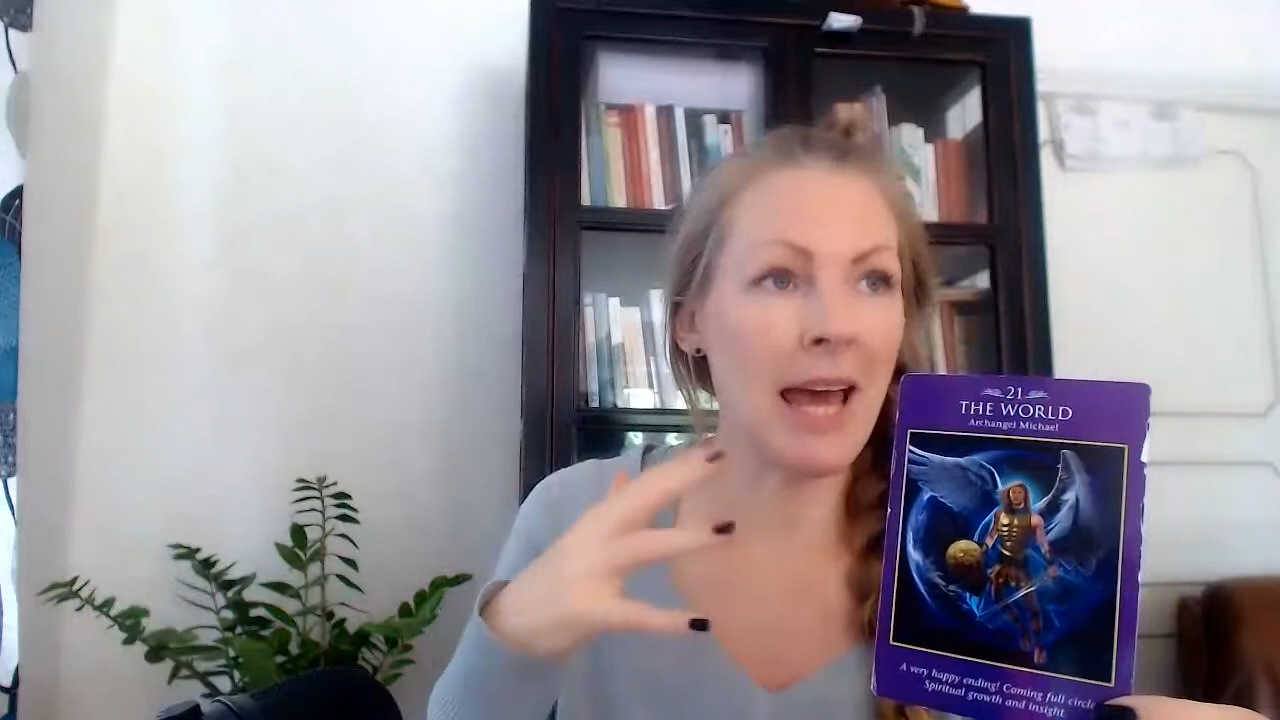 21
THE WORLD
Archangel Michael
A very happy ending! Coming full circle.
Spiritual growth and insight